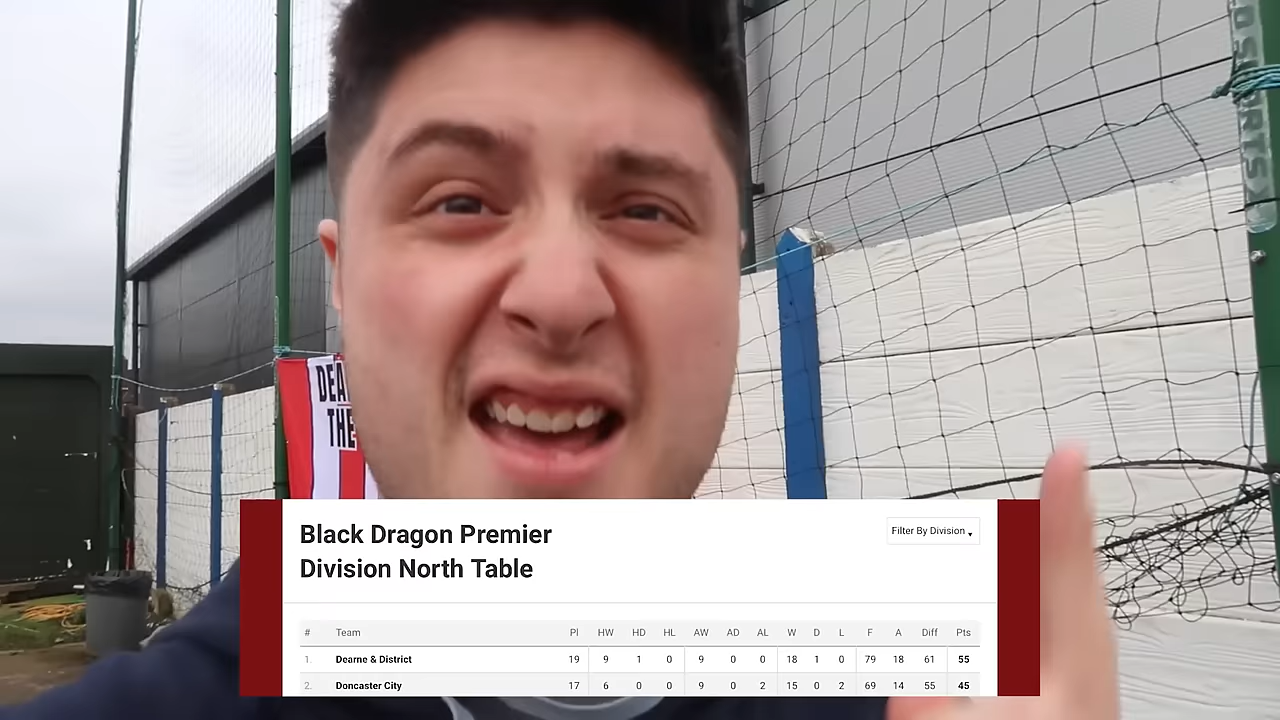 OSPORTS
DEA
THE
Black Dragon Premier
Division North Table
Filter By Division
# Team Pl HW HD HL AW AD AL W D L F A Diff Pts
1. Dearne & District 19 9 1 0 9 0 0 18 1 0 79 18 61 55
2. Doncaster City 17 6 0 0 9 0 2 15 0 2 69 14 55 45